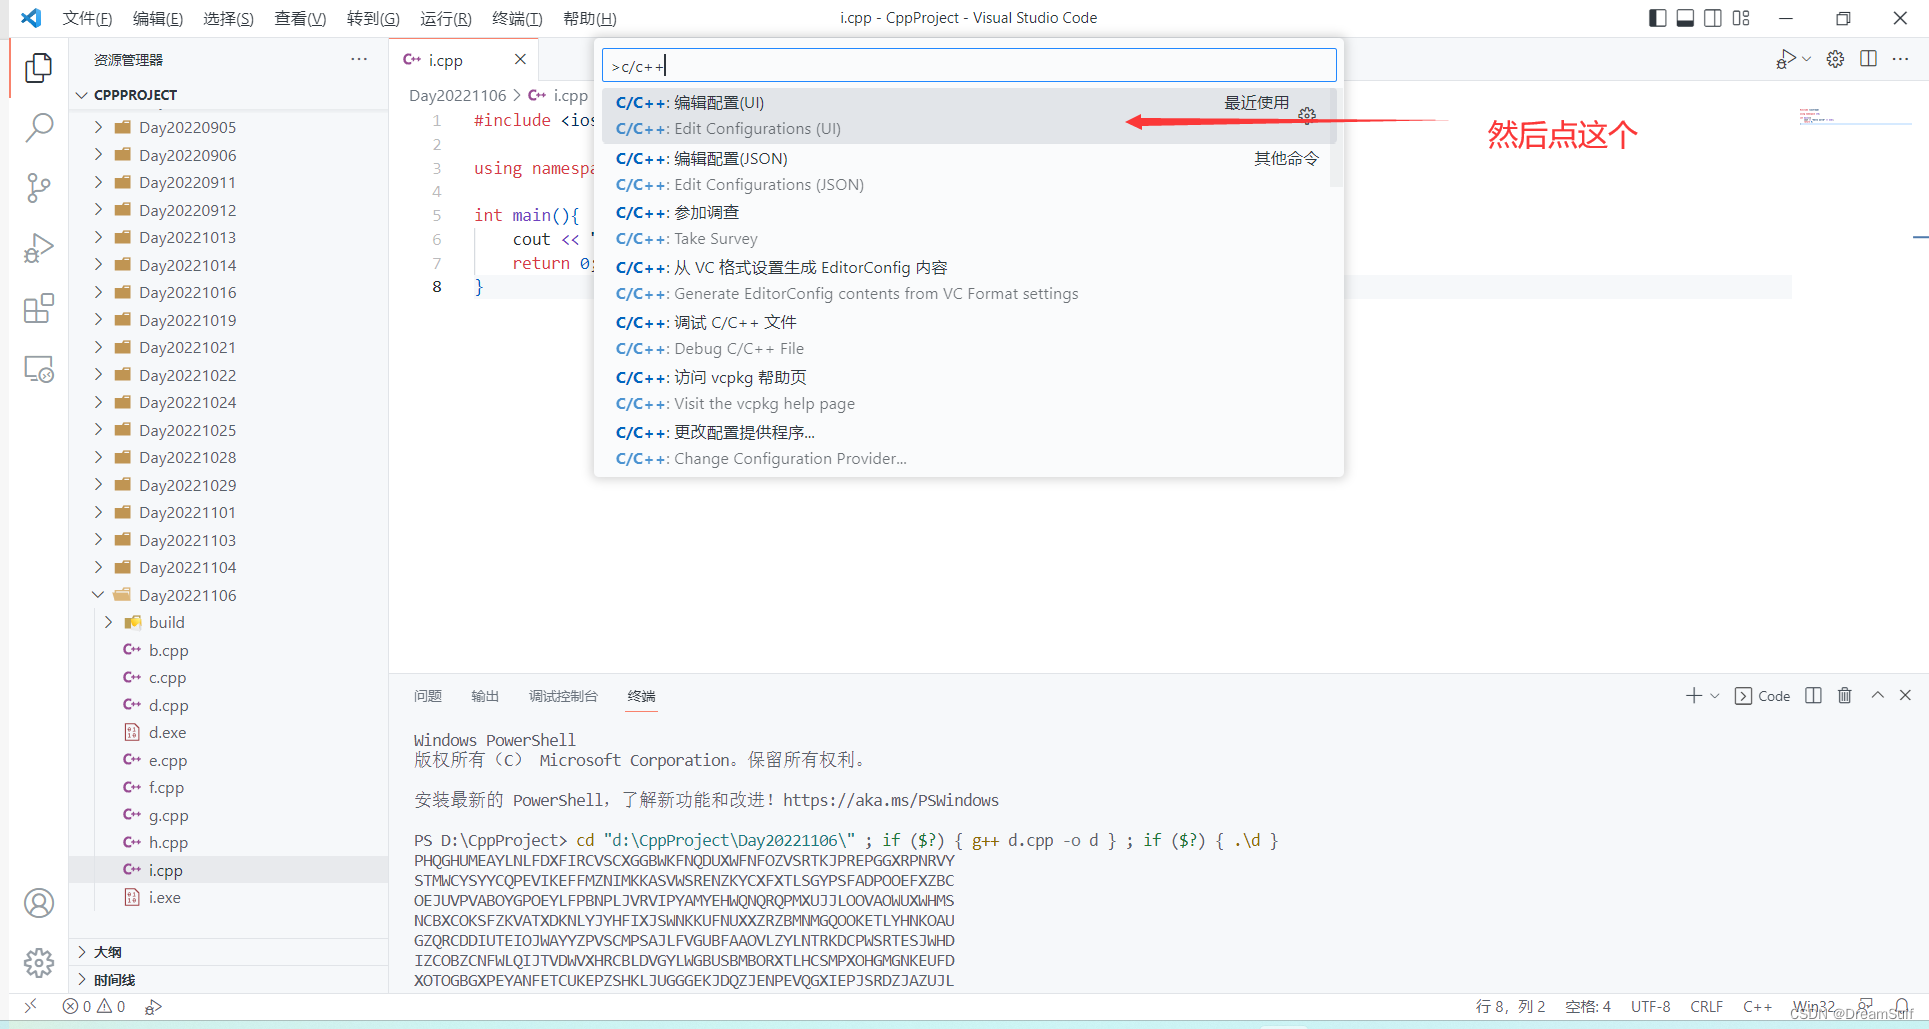 文件(F) 编辑(E) 选择(S) 查看(V) 转到(G) 运行(R) 终端(T) 帮助(H) i.cpp - CppProject - Visual Studio Code
资源管理器
CPPPROJECT
Day20220905
Day20220906
Day20220911
Day20220912
Day20221013
Day20221014
Day20221016
Day20221019
Day20221021
Day20221022
Day20221024
Day20221025
Day20221028
Day20221029
Day20221101
Day20221103
Day20221104
Day20221106
build
b.cpp
c.cpp
d.cpp
d.exe
e.cpp
f.cpp
g.cpp
h.cpp
i.cpp
i.exe
大纲
时间线
i.cpp
Day20221106 > i.cpp
1 #include <ios
2
3 using namespa
4
5 int main(){
6 cout << "
7 return 0;
8 }
>c/c++
C/C++: 编辑配置(UI) 最近使用
C/C++: Edit Configurations (UI)
C/C++: 编辑配置(JSON) 其他命令
C/C++: Edit Configurations (JSON)
C/C++: 参加调查
C/C++: Take Survey
C/C++: 从 VC 格式设置生成 EditorConfig 内容
C/C++: Generate EditorConfig contents from VC Format settings
C/C++: 调试 C/C++ 文件
C/C++: Debug C/C++ File
C/C++: 访问 vcpkg 帮助页
C/C++: Visit the vcpkg help page
C/C++: 更改配置提供程序...
C/C++: Change Configuration Provider...
然后点这个
问题 输出 调试控制台 终端 Code
Windows PowerShell
版权所有（C） Microsoft Corporation。保留所有权利。
安装最新的 PowerShell，了解新功能和改进！https://aka.ms/PSWindows
PS D:\CppProject> cd "d:\CppProject\Day20221106\" ; if ($?) { g++ d.cpp -o d } ; if ($?) { .\d }
PHQGHUMEAYLNLFDXFIRCVSCXGGBWKFNQDUXWFNFOZVSRTKJPREPGGXRPNRVY
STMWCYSYYCQPEVIKEFFMZNIMKKASVWSRENZKYCXFXTLSGYPSFADPOOEFXZBC
OEJUVPVABOYGPOEYLFPBNPLJVRVIPYAMYEHWQNQRQPMXUJJLOOVAOWUXWHMS
NCBXCOKSFZKVATXDKNLYJYHFIXJSWNKKUFNUXXZRZBMNMGQOOKETLYHNKOAU
GZQRCDDIUTEIOJWAYYZPVSCMPSAJLFVGUBFAAOVLZYLNTRKDCPWSRTESJWHD
IZCOBZCNFWLQIJTVDWVXHRCBLDVGYLWGBUSBMBORXTLHCSMPXOHGMGNKEUFD
XOTOGBGXPEYANFETCUKEPZSHKLJUGGGEKJDQZJENPEVQGXIEPJSRDZJAZUJL
0 0 行 8，列 2 空格: 4 UTF-8 CRLF C++ Win32
CSDN @DreamSuff